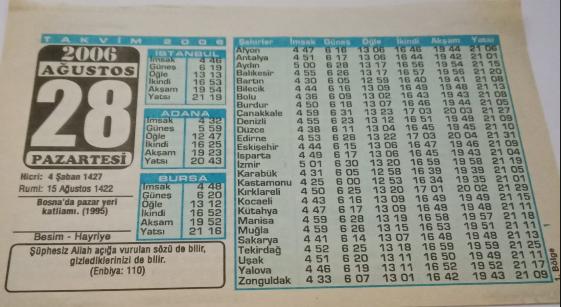 TAKVİM 2006
2006
AĞUSTOS
28
PAZARTESİ
Hicri: 4 Şaban 1427
Rumi: 15 Ağustos 1422
Bosna'da pazar yeri
katliamı. (1995)
Besim - Hayriye
Şüphesiz Allah açığa vurulan sözü de bilir,
gizlediklerinizi de bilir.
(Enbiya: 110)
İSTANBUL
İmsak 4 46
Güneş 6 19
Öğle 13 13
İkindi 16 53
Akşam 19 54
Yatsı 21 19
ADANA
İmsak 4 32
Güneş 5 59
Öğle 12 47
İkindi 16 25
Akşam 19 23
Yatsı 20 43
BURSA
İmsak 4 48
Güneş 6 20
Öğle 13 12
İkindi 16 52
Akşam 19 52
Yatsı 21 16
Şehirler İmsak Güneş Öğle İkindi Akşam Yatsı
Afyon 4 47 6 16 13 06 16 46 19 44 21 06
Antalya 4 51 6 17 13 06 16 44 19 42 21 01
Aydın 5 00 6 28 13 17 16 56 19 54 21 15
Balıkesir 4 55 6 26 13 17 16 57 19 56 21 20
Bartın 4 30 6 05 12 59 16 40 19 41 21 08
Bilecik 4 44 6 16 13 09 16 49 19 48 21 13
Bolu 4 36 6 09 13 02 16 43 19 43 21 08
Burdur 4 50 6 18 13 07 16 46 19 44 21 05
Çanakkale 4 59 6 31 13 23 17 03 20 03 21 27
Denizli 4 55 6 23 13 12 16 51 19 49 21 09
Düzce 4 38 6 11 13 04 16 45 19 45 21 10
Edirne 4 53 6 28 13 22 17 03 20 04 21 31
Eskişehir 4 44 6 15 13 06 16 47 19 46 21 08
Isparta 4 49 6 17 13 06 16 45 19 43 21 04
İzmir 5 01 6 30 13 20 16 59 19 58 21 19
Karabük 4 31 6 05 12 58 16 39 19 39 21 05
Kastamonu 4 25 6 00 12 53 16 34 19 35 21 01
Kırklareli 4 50 6 25 13 20 17 01 20 02 21 29
Kocaeli 4 43 6 16 13 09 16 49 19 49 21 15
Kütahya 4 47 6 17 13 09 16 49 19 48 21 11
Manisa 4 59 6 28 13 19 16 58 19 57 21 18
Muğla 4 59 6 26 13 15 16 53 19 51 21 11
Sakarya 4 41 6 14 13 07 16 48 19 48 21 13
Tekirdağ 4 52 6 25 13 18 16 59 19 59 21 25
Uşak 4 51 6 20 13 11 16 50 19 49 21 11
Yalova 4 46 6 19 13 11 16 52 19 52 21 17
Zonguldak 4 33 6 07 13 01 16 42 19 43 21 09
1. Bölge